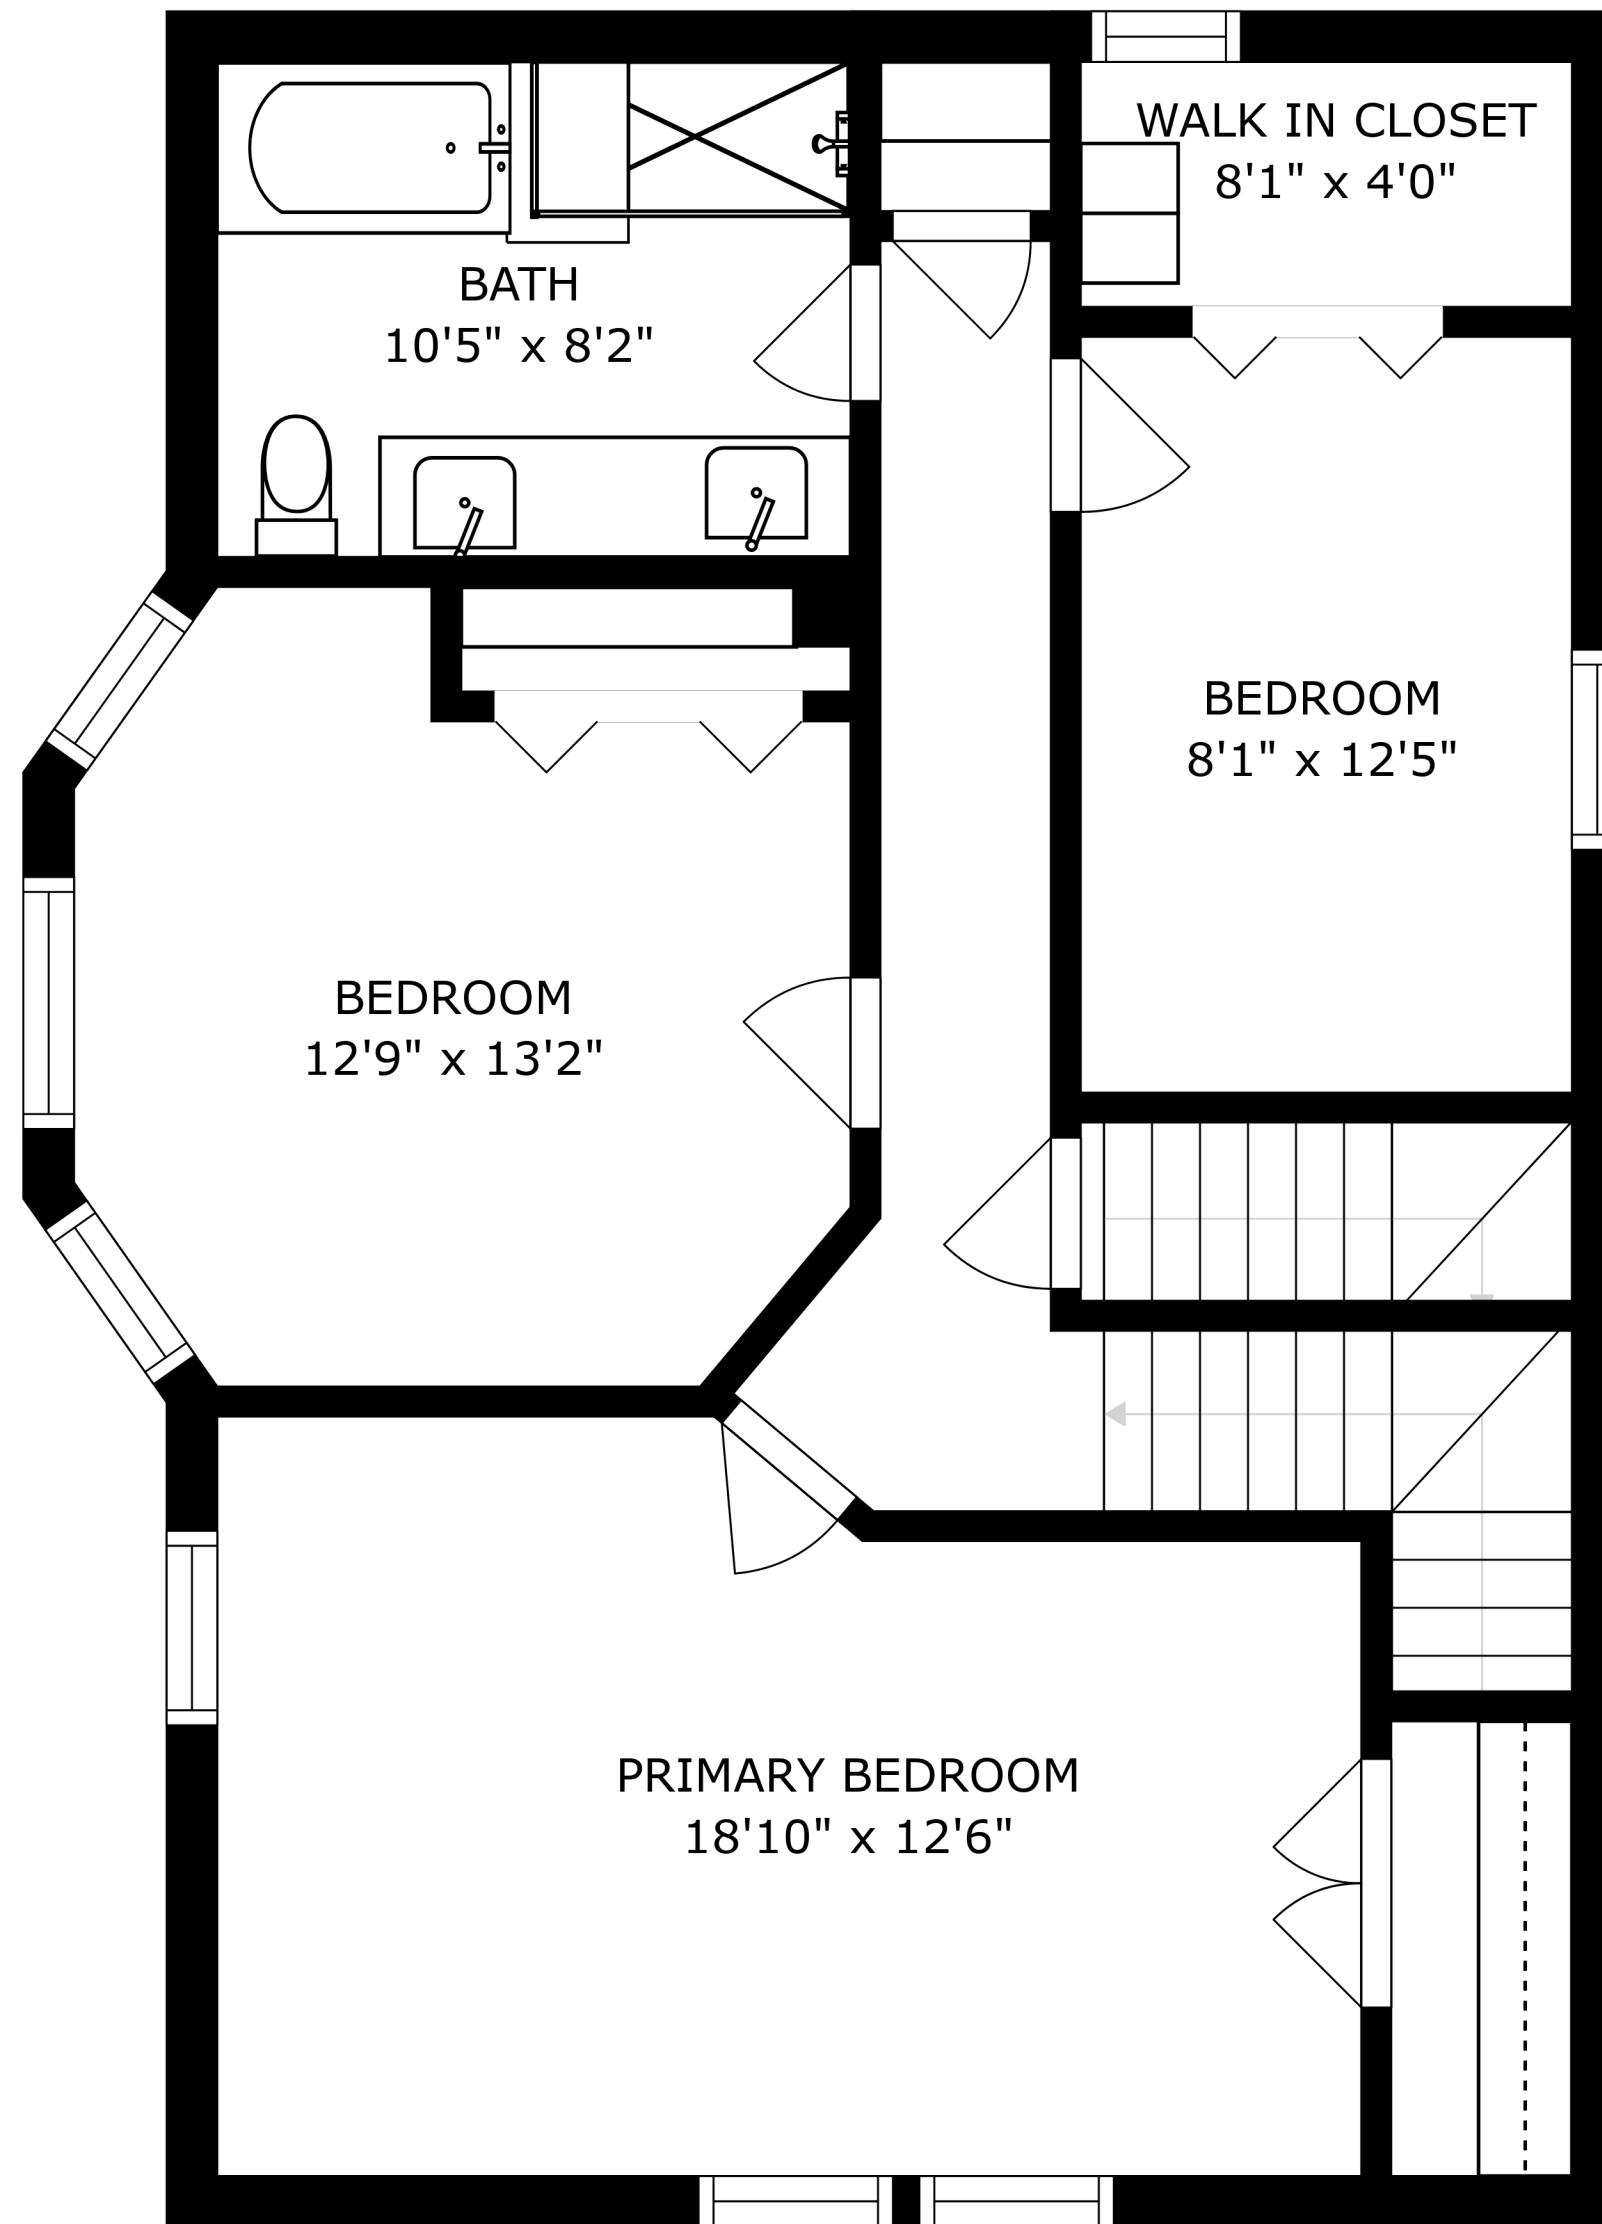 WALK IN CLOSET
8'1" x 4'0"
BATH
10'5" x 8'2"
BEDROOM
8'1" x 12'5"
BEDROOM
12'9" x 13'2"
PRIMARY BEDROOM
18'10" x 12'6"